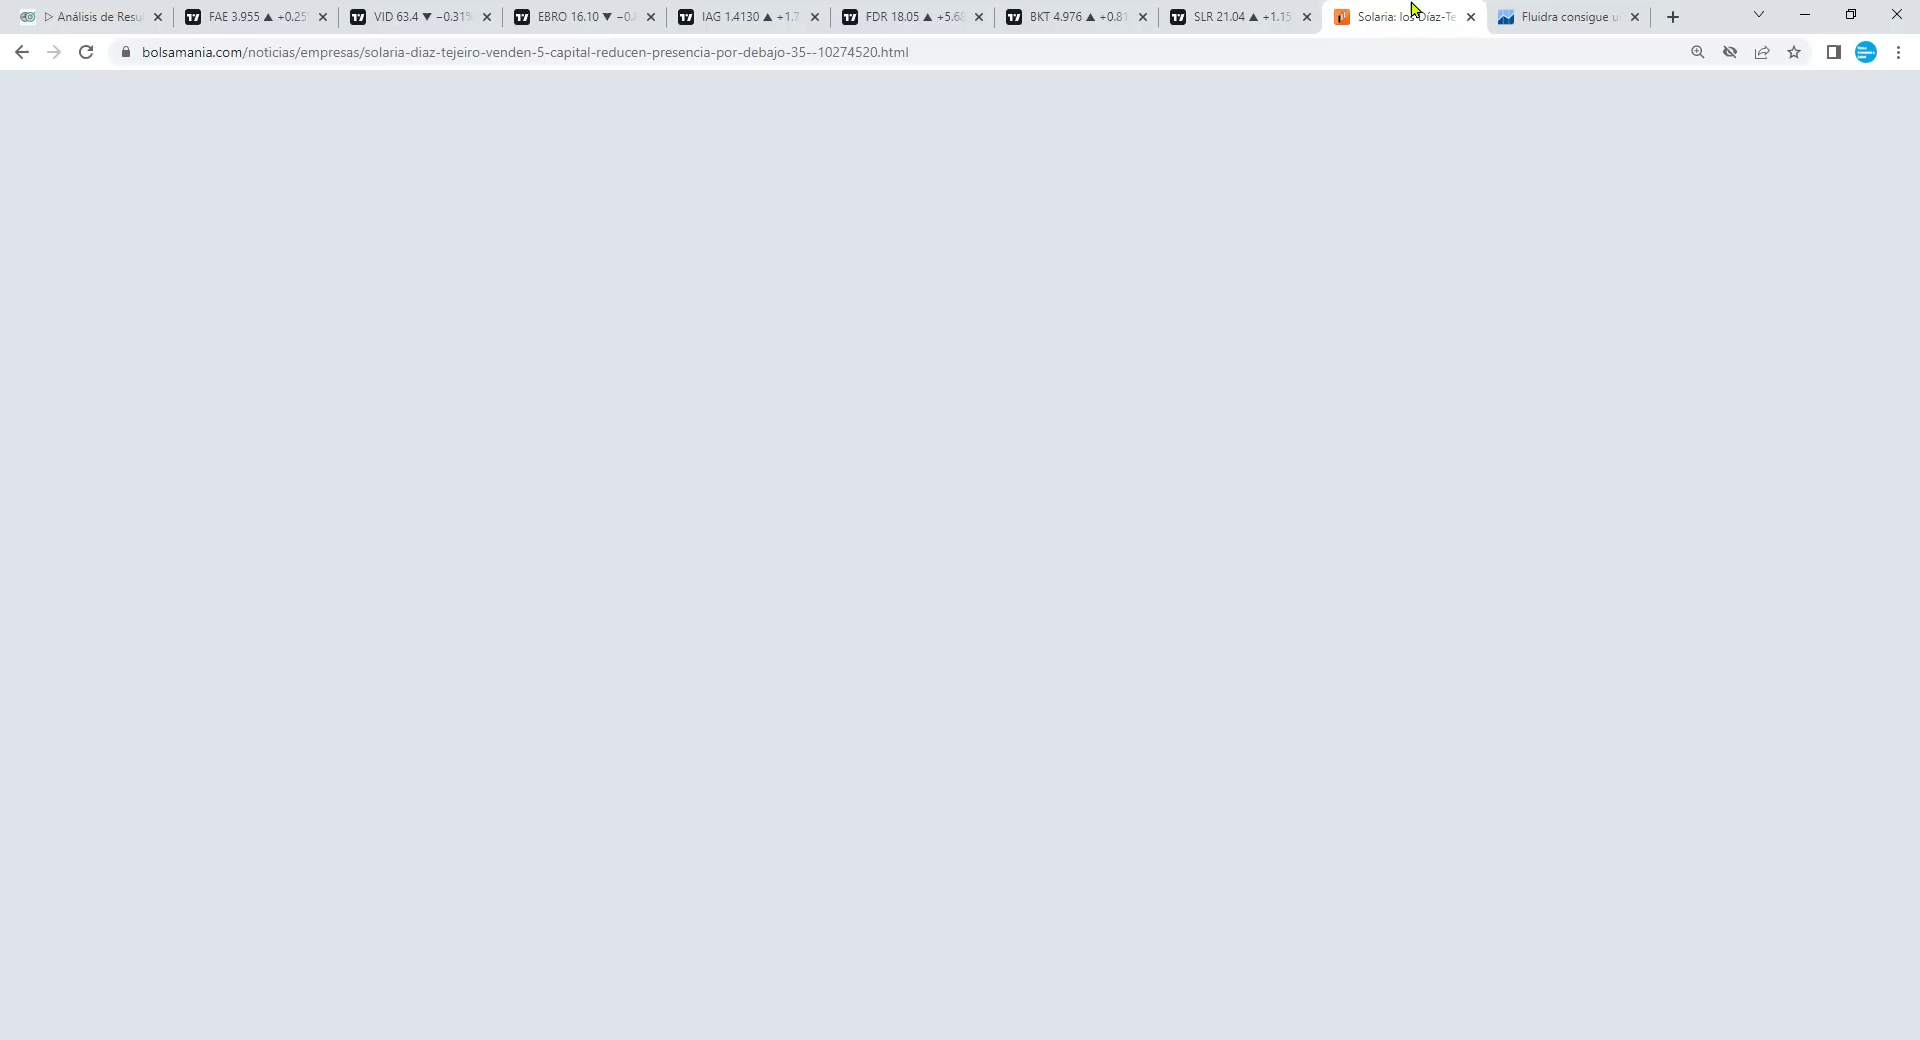 ▷ Análisis de Resul
FAE 3.955 ▲ +0.25
VID 63.4 ▼ −0.31%
EBRO 16.10 ▼ −0.
IAG 1.4130 ▲ +1.7
FDR 18.05 ▲ +5.68
BKT 4.976 ▲ +0.81
SLR 21.04 ▲ +1.15
Solaria: los Díaz-Te
Fluidra consigue u
bolsamania.com/noticias/empresas/solaria-diaz-tejeiro-venden-5-capital-reducen-presencia-por-debajo-35--10274520.html